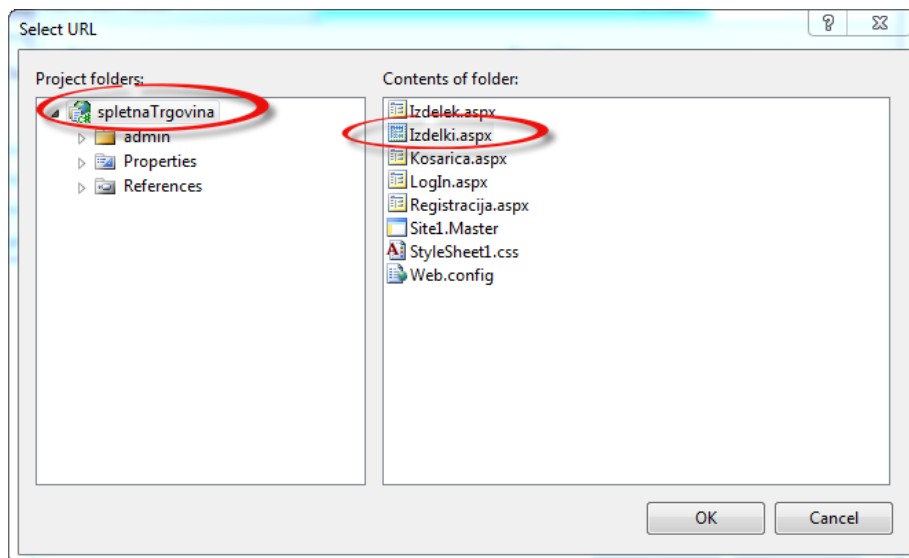 Select URL
Project folders:
spletnaTrgovina
admin
Properties
References
Contents of folder:
Izdelek.aspx
Izdelki.aspx
Kosarica.aspx
LogIn.aspx
Registracija.aspx
Site1.Master
StyleSheet1.css
Web.config
OK
Cancel